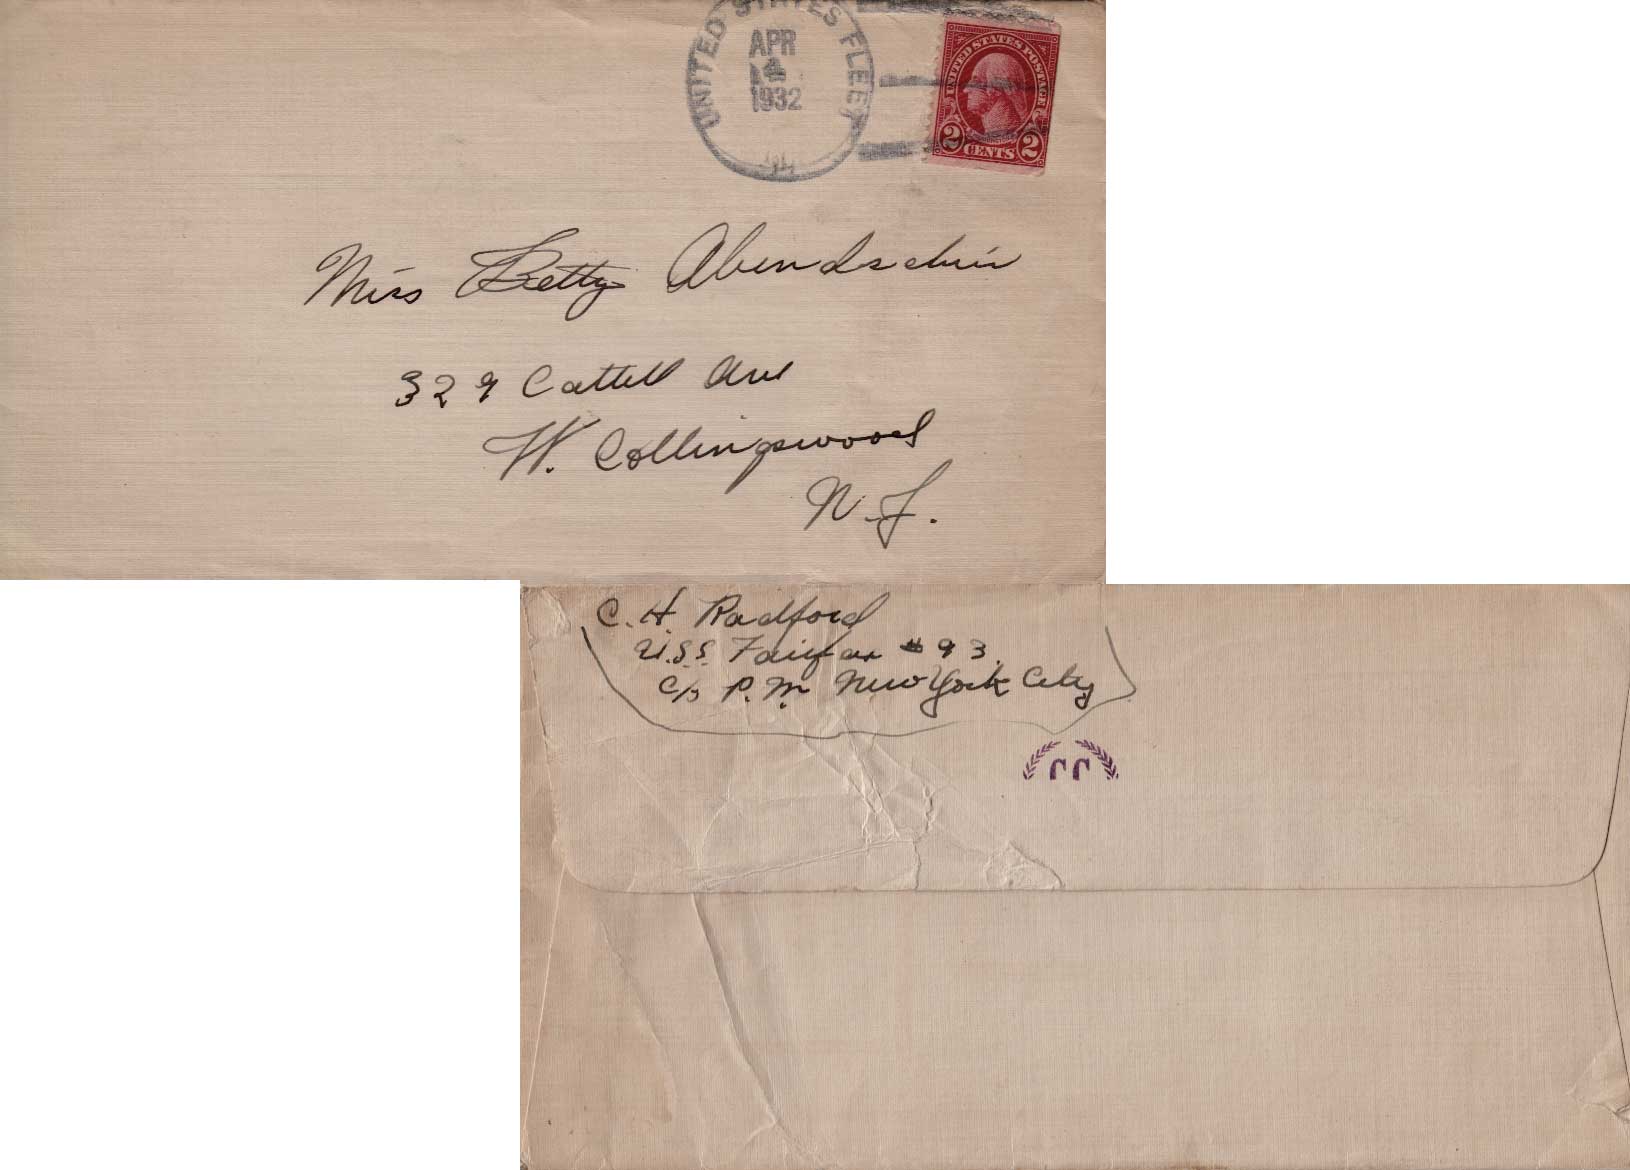 UNITED STATES FLEET
APR
1932
UNITED STATES POSTAGE
2 CENTS 2
Miss Betty Abendschein
329 Cattell Ave
W. Collingswood
N.J.
C. H. Radford
U.S.S. Fairfax #93.
c/o P.M. New York City